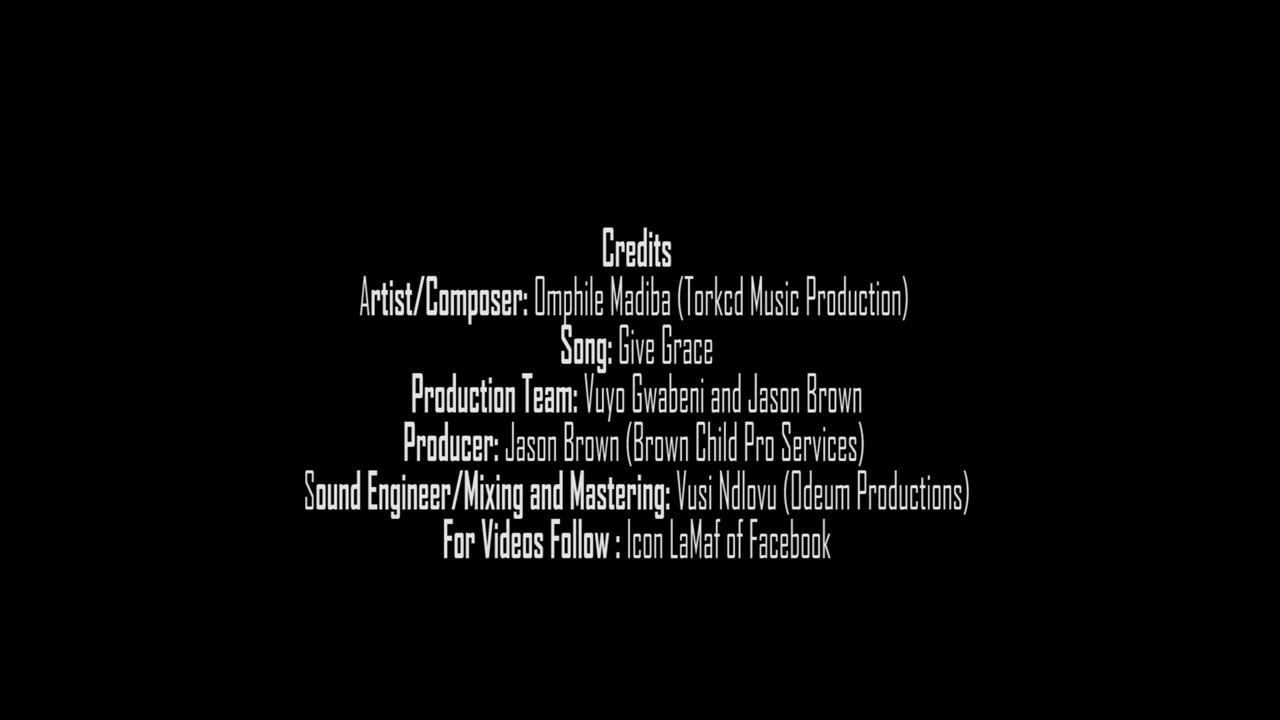 Credits
Artist/Composer: Omphile Madiba (Torkcd Music Production)
Song: Give Grace
Production Team: Vuyo Gwabeni and Jason Brown
Producer: Jason Brown (Brown Child Pro Services)
Sound Engineer/Mixing and Mastering: Vusi Ndlovu (Odeum Productions)
For Videos Follow : Icon LaMaf of Facebook